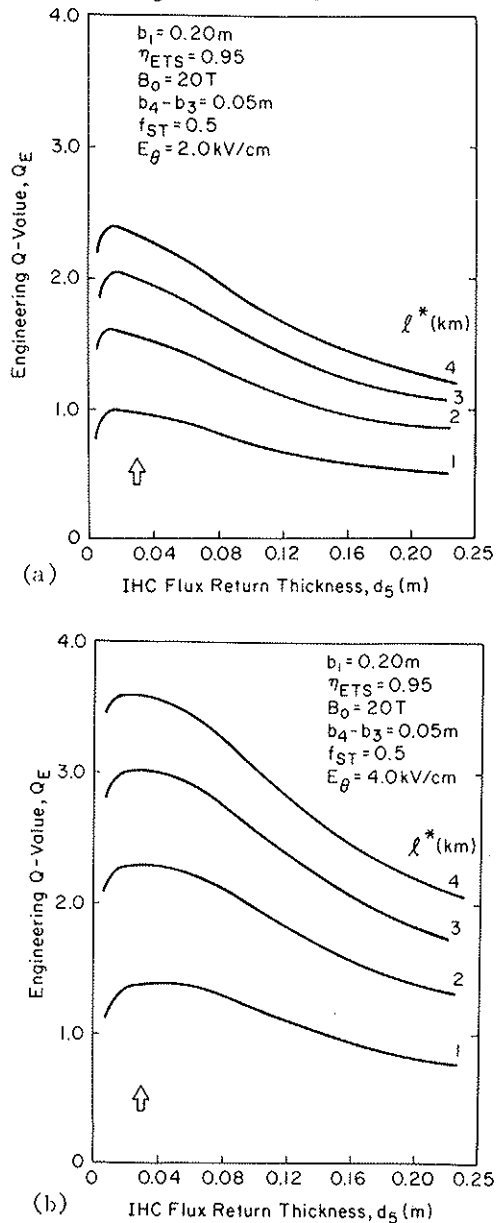 4.0
b₁ = 0.20m
η_ETS = 0.95
B₀ = 20T
b₄-b₃ = 0.05m
f_ST = 0.5
E_θ = 2.0kV/cm
3.0
Engineering Q-Value, Q_E
2.0
ℓ* (km)
4
3
1.0
2
1
0
0 0.04 0.08 0.12 0.16 0.20 0.25
(a)
IHC Flux Return Thickness, d₅ (m)
4.0
b₁ = 0.20m
η_ETS = 0.95
B₀ = 20T
b₄-b₃ = 0.05m
f_ST = 0.5
E_θ = 4.0kV/cm
3.0
Engineering Q-Value, Q_E
ℓ* (km)
4
2.0
3
2
1.0
1
0 0.04 0.08 0.12 0.16 0.20 0.25
(b)
IHC Flux Return Thickness, d₅ (m)